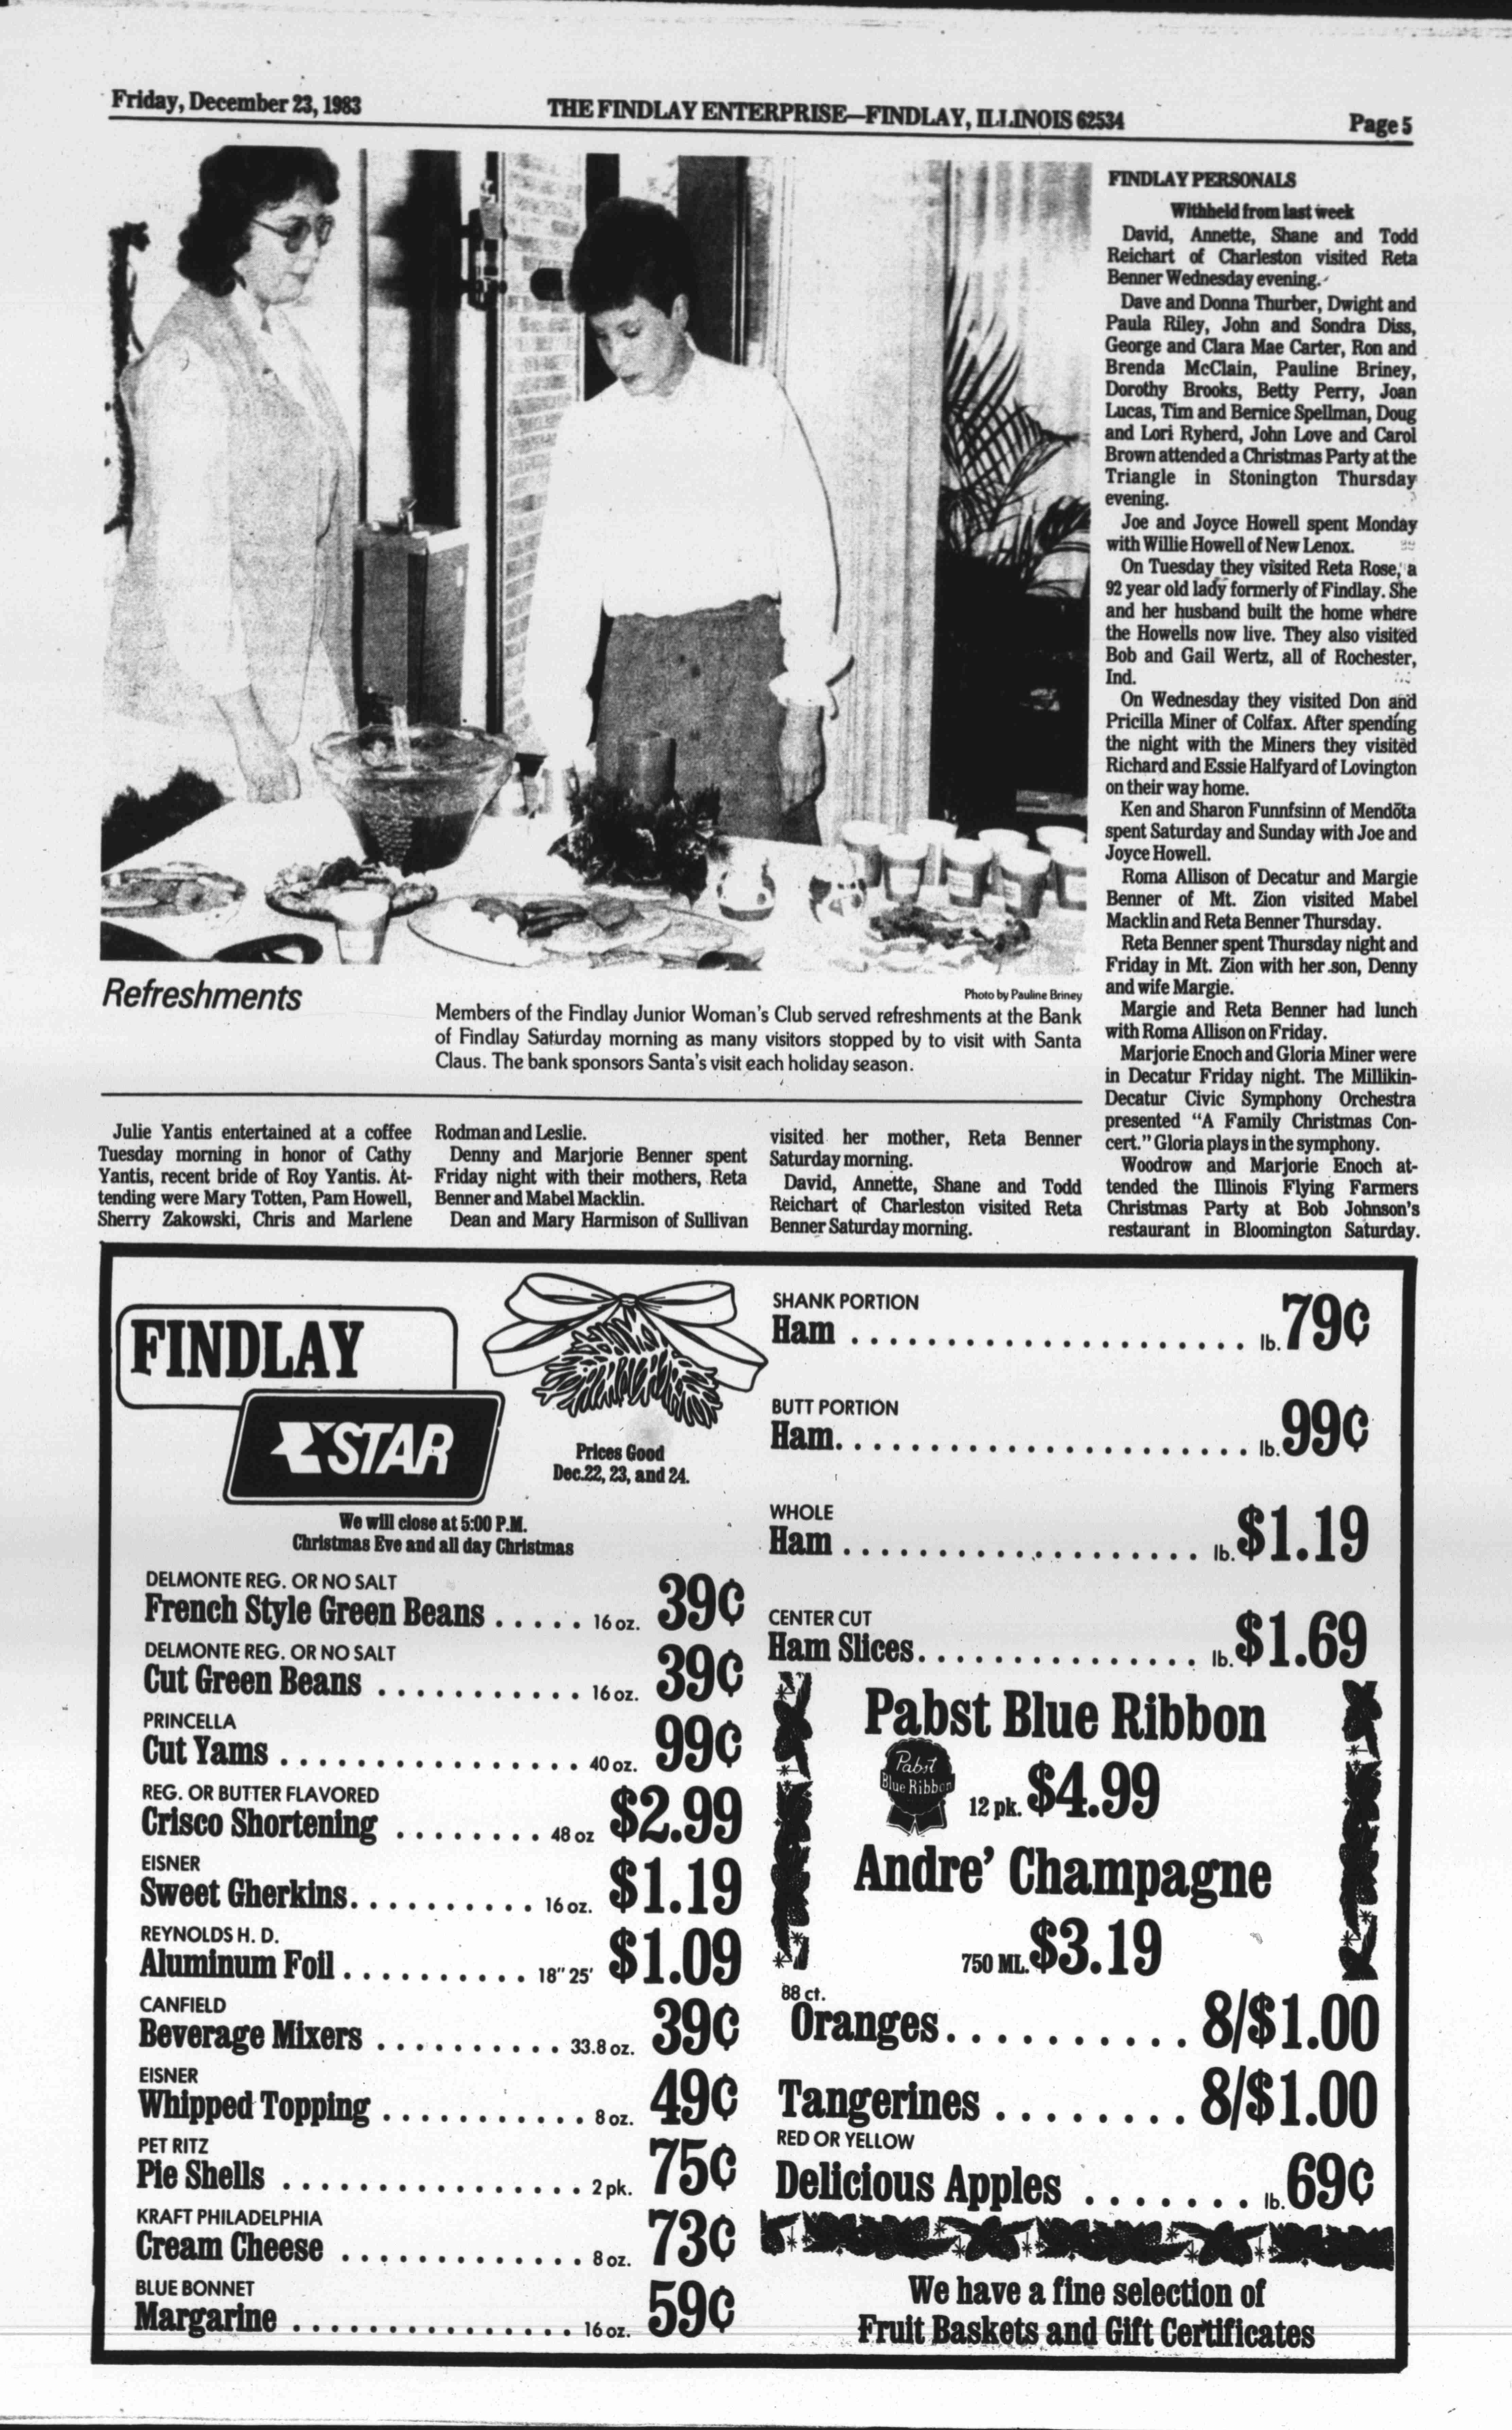 Friday, December 23, 1983
THE FINDLAY ENTERPRISE—FINDLAY, ILLINOIS 62534
Page 5
Refreshments
Photo by Pauline Briney
Members of the Findlay Junior Woman's Club served refreshments at the Bank
of Findlay Saturday morning as many visitors stopped by to visit with Santa
Claus. The bank sponsors Santa's visit each holiday season.
FINDLAY PERSONALS
Withheld from last week
David, Annette, Shane and Todd
Reichart of Charleston visited Reta
Benner Wednesday evening.
Dave and Donna Thurber, Dwight and
Paula Riley, John and Sondra Diss,
George and Clara Mae Carter, Ron and
Brenda McClain, Pauline Briney,
Dorothy Brooks, Betty Perry, Joan
Lucas, Tim and Bernice Spellman, Doug
and Lori Ryherd, John Love and Carol
Brown attended a Christmas Party at the
Triangle in Stonington Thursday
evening.
Joe and Joyce Howell spent Monday
with Willie Howell of New Lenox.
On Tuesday they visited Reta Rose, a
92 year old lady formerly of Findlay. She
and her husband built the home where
the Howells now live. They also visited
Bob and Gail Wertz, all of Rochester,
Ind.
On Wednesday they visited Don and
Pricilla Miner of Colfax. After spending
the night with the Miners they visited
Richard and Essie Halfyard of Lovington
on their way home.
Ken and Sharon Funnfsinn of Mendota
spent Saturday and Sunday with Joe and
Joyce Howell.
Roma Allison of Decatur and Margie
Benner of Mt. Zion visited Mabel
Macklin and Reta Benner Thursday.
Reta Benner spent Thursday night and
Friday in Mt. Zion with her son, Denny
and wife Margie.
Margie and Reta Benner had lunch
with Roma Allison on Friday.
Marjorie Enoch and Gloria Miner were
in Decatur Friday night. The Millikin-
Decatur Civic Symphony Orchestra
presented "A Family Christmas Con-
cert." Gloria plays in the symphony.
Woodrow and Marjorie Enoch at-
tended the Illinois Flying Farmers
Christmas Party at Bob Johnson's
restaurant in Bloomington Saturday.
Julie Yantis entertained at a coffee
Tuesday morning in honor of Cathy
Yantis, recent bride of Roy Yantis. At-
tending were Mary Totten, Pam Howell,
Sherry Zakowski, Chris and Marlene
Rodman and Leslie.
Denny and Marjorie Benner spent
Friday night with their mothers, Reta
Benner and Mabel Macklin.
Dean and Mary Harmison of Sullivan
visited her mother, Reta Benner
Saturday morning.
David, Annette, Shane and Todd
Reichart of Charleston visited Reta
Benner Saturday morning.
FINDLAY
STAR
Prices Good
Dec.22, 23, and 24.
We will close at 5:00 P.M.
Christmas Eve and all day Christmas
DELMONTE REG. OR NO SALT
French Style Green Beans ..... 16 oz. 39¢
DELMONTE REG. OR NO SALT
Cut Green Beans ........... 16 oz. 39¢
PRINCELLA
Cut Yams ................ 40 oz. 99¢
REG. OR BUTTER FLAVORED
Crisco Shortening ........ 48 oz $2.99
EISNER
Sweet Gherkins.......... 16 oz. $1.19
REYNOLDS H. D.
Aluminum Foil .......... 18" 25' $1.09
CANFIELD
Beverage Mixers .......... 33.8 oz. 39¢
EISNER
Whipped Topping ........... 8 oz. 49¢
PET RITZ
Pie Shells ................ 2 pk. 75¢
KRAFT PHILADELPHIA
Cream Cheese ............. 8 oz. 73¢
BLUE BONNET
Margarine ............... 16 oz. 59¢
SHANK PORTION
Ham ..................... lb. 79¢
BUTT PORTION
Ham...................... lb. 99¢
WHOLE
Ham ................... lb. $1.19
CENTER CUT
Ham Slices............... lb. $1.69
Pabst Blue Ribbon
Pabst
Blue Ribbon
12 pk. $4.99
Andre' Champagne
750 ML. $3.19
88 ct.
Oranges.......... 8/$1.00
Tangerines ........ 8/$1.00
RED OR YELLOW
Delicious Apples ....... lb. 69¢
We have a fine selection of
Fruit Baskets and Gift Certificates